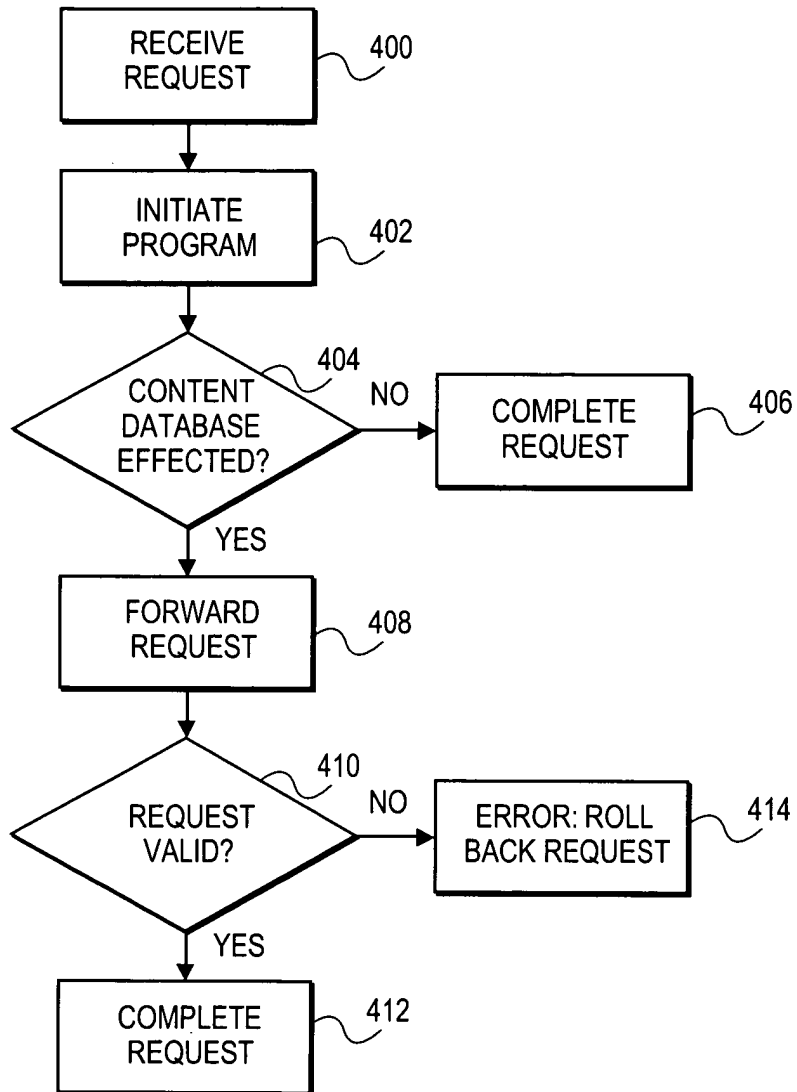 RECEIVE
REQUEST
400
INITIATE
PROGRAM
402
404
CONTENT
DATABASE
EFFECTED?
NO
COMPLETE
REQUEST
406
YES
FORWARD
REQUEST
408
410
REQUEST
VALID?
NO
ERROR: ROLL
BACK REQUEST
414
YES
COMPLETE
REQUEST
412